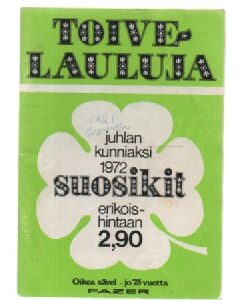 TOIVE-
LAULUJA
juhlan
kunniaksi
1972
suosikit
erikois-
hintaan
2,90
Oikea sävel - jo 75 vuotta
FAZER